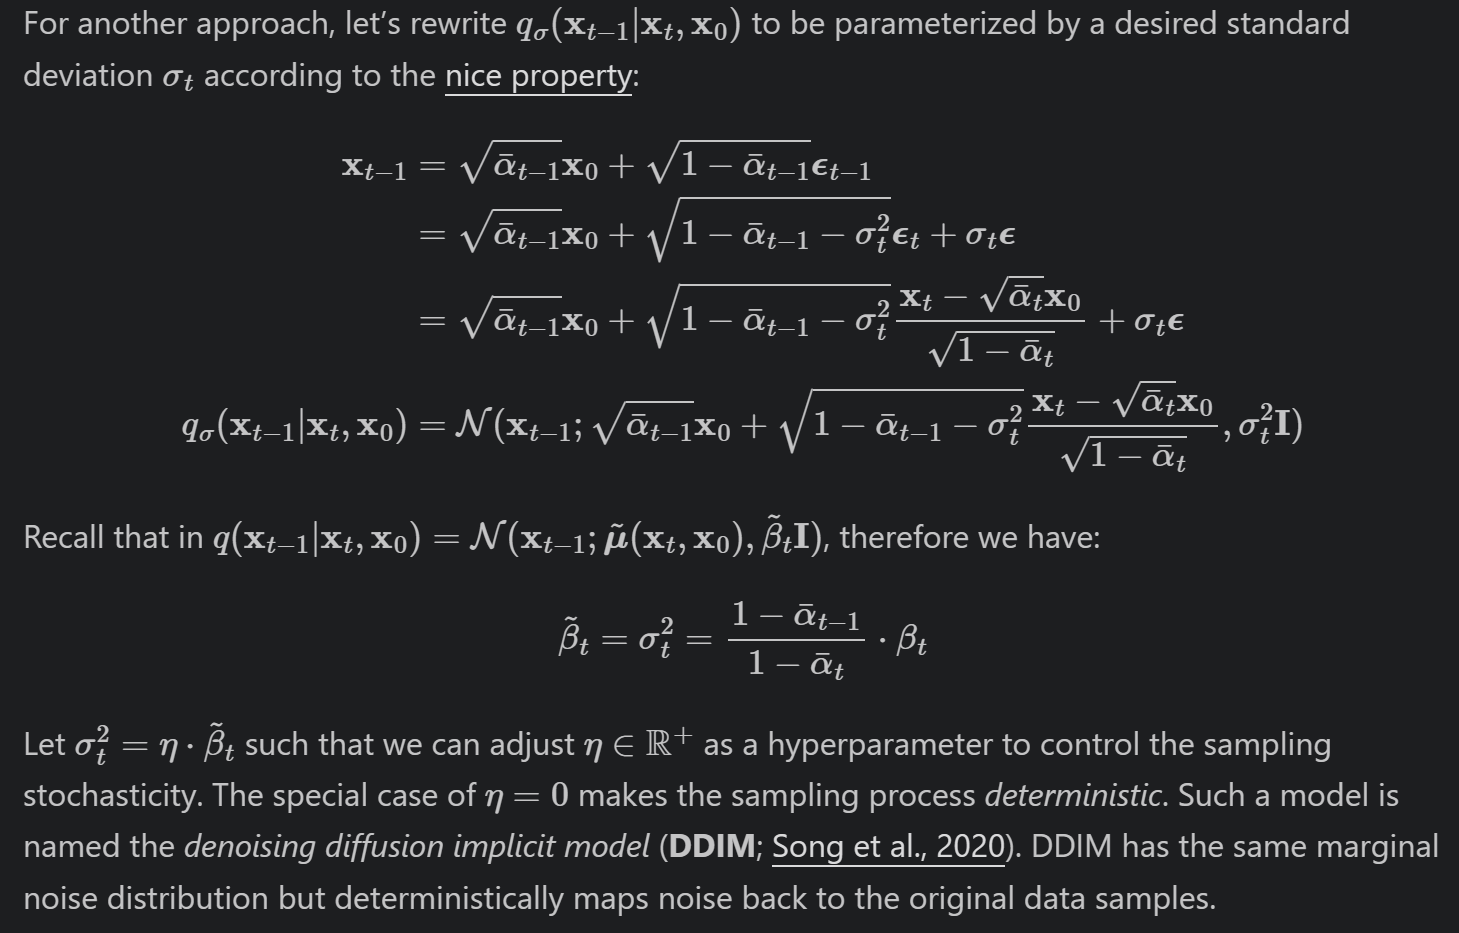 For another approach, let’s rewrite $q_\sigma(\mathbf{x}_{t-1}|\mathbf{x}_t, \mathbf{x}_0)$ to be parameterized by a desired standard
deviation $\sigma_t$ according to the nice property:
$\mathbf{x}_{t-1} = \sqrt{\bar{\alpha}_{t-1}}\mathbf{x}_0 + \sqrt{1 - \bar{\alpha}_{t-1}}\boldsymbol{\epsilon}_{t-1}$
$= \sqrt{\bar{\alpha}_{t-1}}\mathbf{x}_0 + \sqrt{1 - \bar{\alpha}_{t-1} - \sigma_t^2}\boldsymbol{\epsilon}_t + \sigma_t\boldsymbol{\epsilon}$
$= \sqrt{\bar{\alpha}_{t-1}}\mathbf{x}_0 + \sqrt{1 - \bar{\alpha}_{t-1} - \sigma_t^2}\frac{\mathbf{x}_t - \sqrt{\bar{\alpha}_t}\mathbf{x}_0}{\sqrt{1 - \bar{\alpha}_t}} + \sigma_t\boldsymbol{\epsilon}$
$q_\sigma(\mathbf{x}_{t-1}|\mathbf{x}_t, \mathbf{x}_0) = \mathcal{N}(\mathbf{x}_{t-1}; \sqrt{\bar{\alpha}_{t-1}}\mathbf{x}_0 + \sqrt{1 - \bar{\alpha}_{t-1} - \sigma_t^2}\frac{\mathbf{x}_t - \sqrt{\bar{\alpha}_t}\mathbf{x}_0}{\sqrt{1 - \bar{\alpha}_t}}, \sigma_t^2\mathbf{I})$
Recall that in $q(\mathbf{x}_{t-1}|\mathbf{x}_t, \mathbf{x}_0) = \mathcal{N}(\mathbf{x}_{t-1}; \tilde{\boldsymbol{\mu}}(\mathbf{x}_t, \mathbf{x}_0), \tilde{\beta}_t\mathbf{I})$, therefore we have:
$\tilde{\beta}_t = \sigma_t^2 = \frac{1 - \bar{\alpha}_{t-1}}{1 - \bar{\alpha}_t} \cdot \beta_t$
Let $\sigma_t^2 = \eta \cdot \tilde{\beta}_t$ such that we can adjust $\eta \in \mathbb{R}^+$ as a hyperparameter to control the sampling
stochasticity. The special case of $\eta = 0$ makes the sampling process deterministic. Such a model is
named the denoising diffusion implicit model (DDIM; Song et al., 2020). DDIM has the same marginal
noise distribution but deterministically maps noise back to the original data samples.